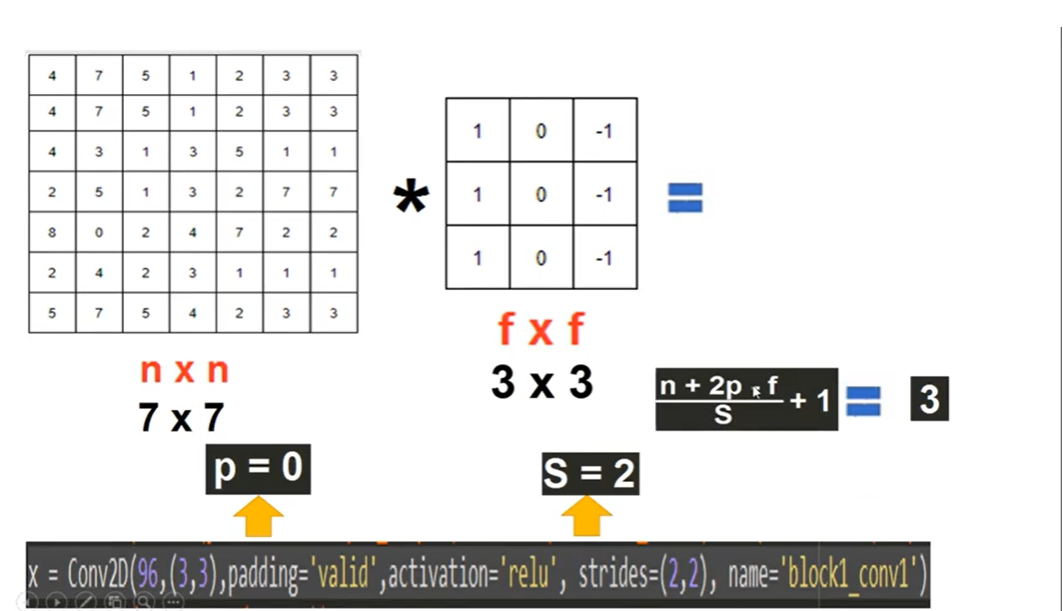 4 7 5 1 2 3 3
4 7 5 1 2 3 3
4 3 1 3 5 1 1
2 5 1 3 2 7 7
8 0 2 4 7 2 2
2 4 2 3 1 1 1
5 7 5 4 2 3 3
*
1 0 -1
1 0 -1
1 0 -1
=
n x n
7 x 7
f x f
3 x 3
n + 2p - f
S
+ 1
=
3
p = 0
S = 2
x = Conv2D(96,(3,3),padding='valid',activation='relu', strides=(2,2), name='block1_conv1')